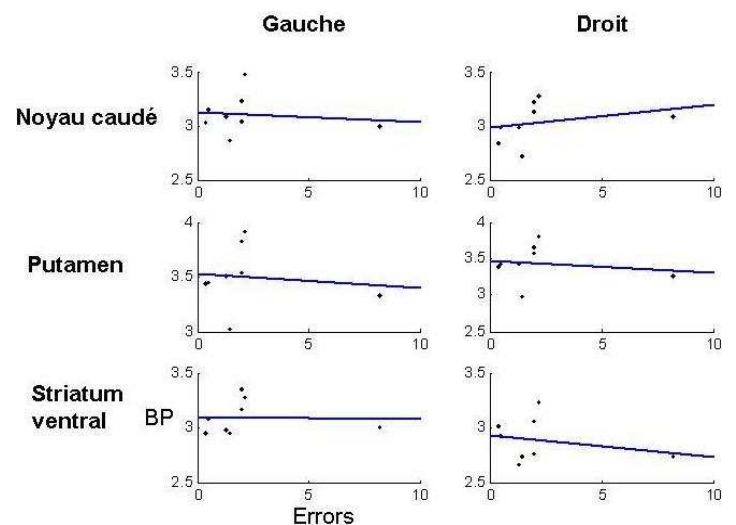 Gauche Droit
Noyau caudé
3.5 3.5
3 3
2.5 2.5
0 5 10 0 5 10
Putamen
4 4
3.5 3.5
3
3 2.5
0 5 10 0 5 10
Striatum
ventral
BP
3.5 3.5
3 3
2.5 2.5
0 5 10 0 5 10
Errors